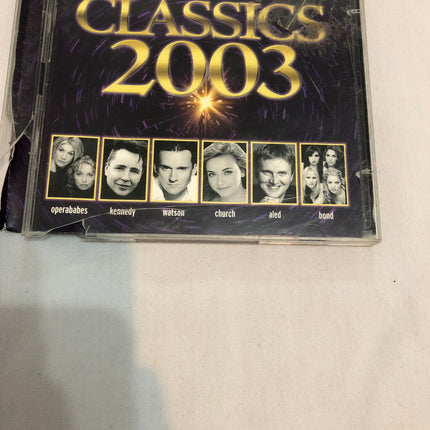 CLASSICS
2003
operababes kennedy watson church aled bond